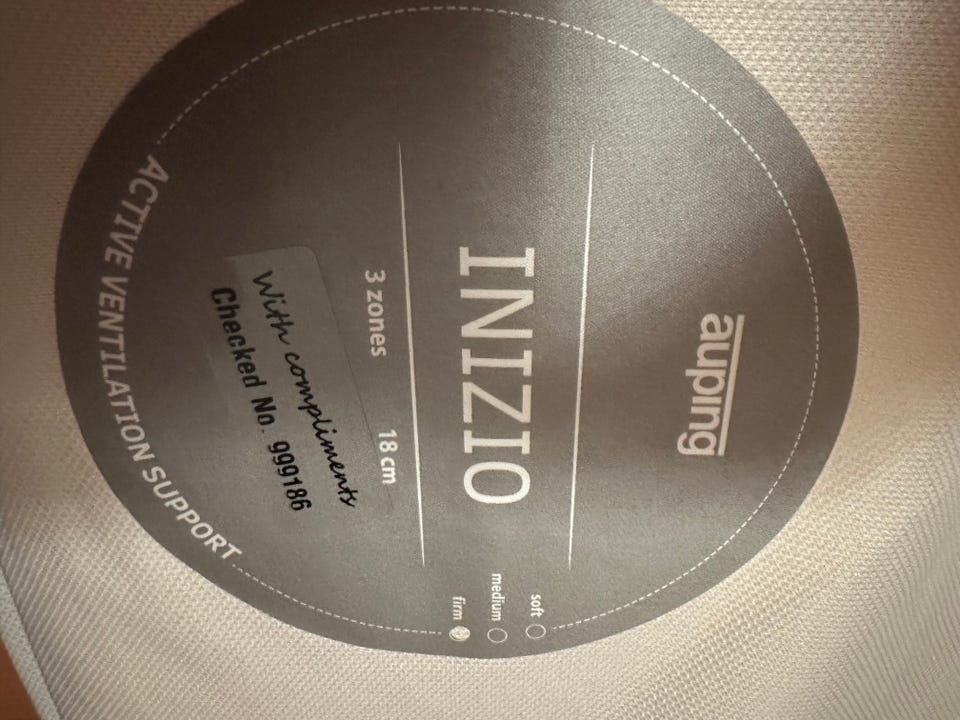 auping
INIZIO
soft
medium
firm
3 zones 18 cm
With compliments
Checked No. 999186
ACTIVE VENTILATION SUPPORT